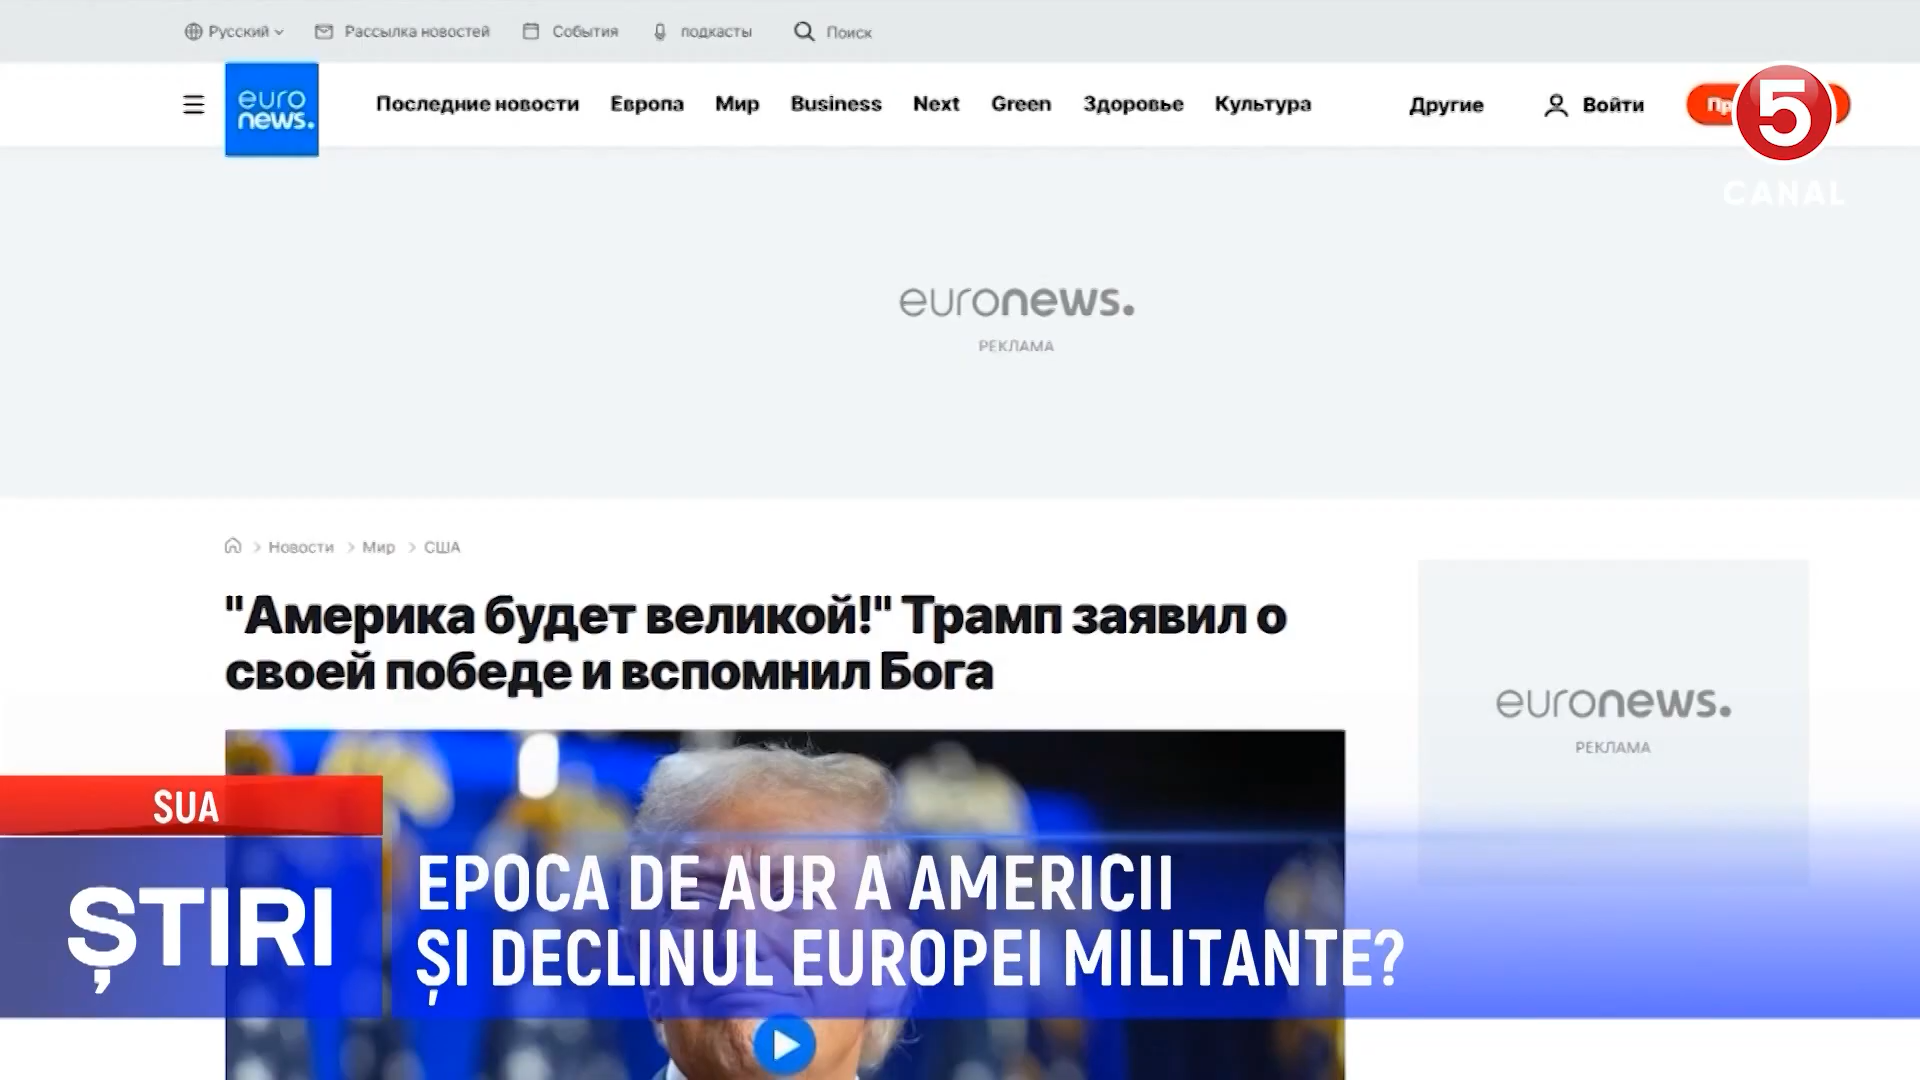 Русский
Рассылка новостей
События
подкасты
Поиск
euro
news.
Последние новости
Европа
Мир
Business
Next
Green
Здоровье
Культура
Другие
Войти
5
CANAL
euronews.
РЕКЛАМА
Новости > Мир > США
"Америка будет великой!" Трамп заявил о
своей победе и вспомнил Бога
euronews.
РЕКЛАМА
SUA
ȘTIRI
EPOCA DE AUR A AMERICII
ȘI DECLINUL EUROPEI MILITANTE?